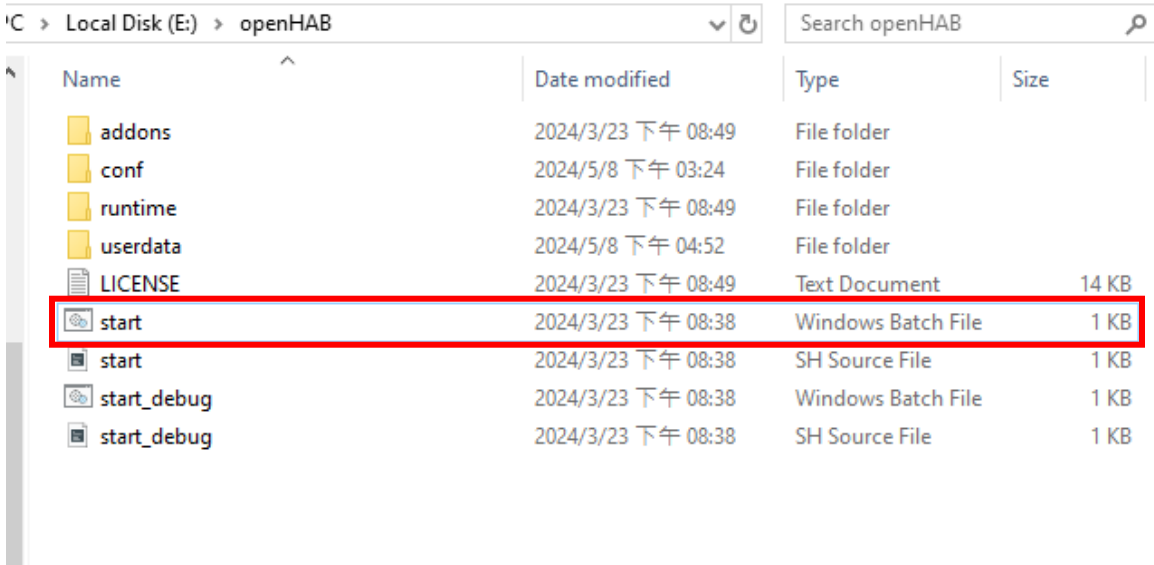 PC > Local Disk (E:) > openHAB Search openHAB
Name Date modified Type Size
addons 2024/3/23 下午 08:49 File folder
conf 2024/5/8 下午 03:24 File folder
runtime 2024/3/23 下午 08:49 File folder
userdata 2024/5/8 下午 04:52 File folder
LICENSE 2024/3/23 下午 08:49 Text Document 14 KB
start 2024/3/23 下午 08:38 Windows Batch File 1 KB
start 2024/3/23 下午 08:38 SH Source File 1 KB
start_debug 2024/3/23 下午 08:38 Windows Batch File 1 KB
start_debug 2024/3/23 下午 08:38 SH Source File 1 KB